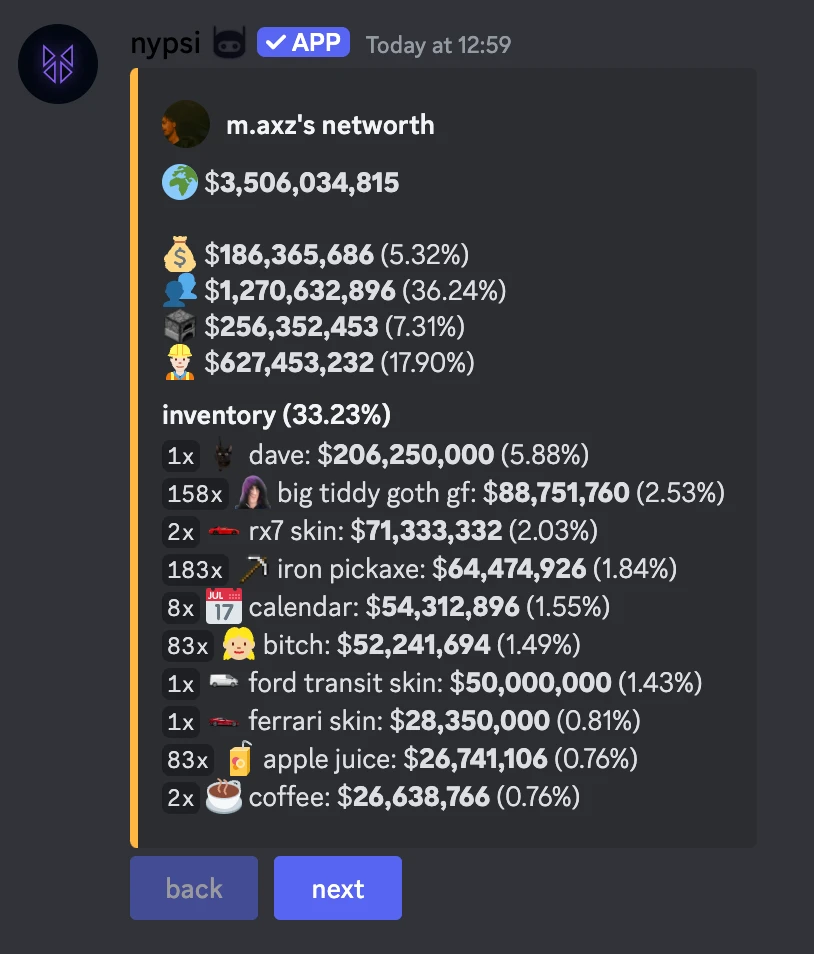 nypsi APP Today at 12:59
m.axz's networth
$3,506,034,815
$186,365,686 (5.32%)
$1,270,632,896 (36.24%)
$256,352,453 (7.31%)
$627,453,232 (17.90%)
inventory (33.23%)
1x dave: $206,250,000 (5.88%)
158x big tiddy goth gf: $88,751,760 (2.53%)
2x rx7 skin: $71,333,332 (2.03%)
183x iron pickaxe: $64,474,926 (1.84%)
8x JUL 17 calendar: $54,312,896 (1.55%)
83x bitch: $52,241,694 (1.49%)
1x ford transit skin: $50,000,000 (1.43%)
1x ferrari skin: $28,350,000 (0.81%)
83x apple juice: $26,741,106 (0.76%)
2x coffee: $26,638,766 (0.76%)
back next